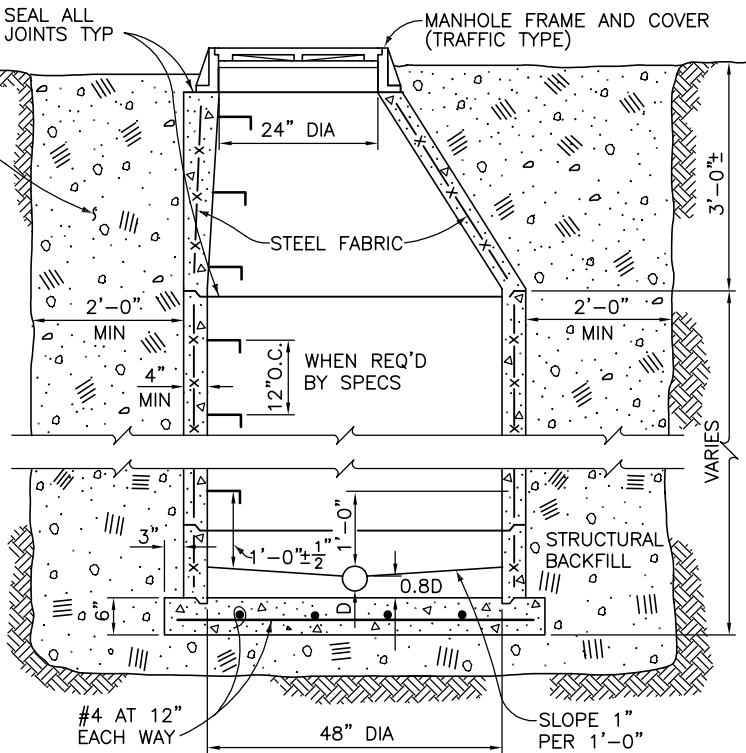 SEAL ALL
JOINTS TYP
MANHOLE FRAME AND COVER
(TRAFFIC TYPE)
24" DIA
3'-0"±
STEEL FABRIC
2'-0"
MIN
2'-0"
MIN
4"
MIN
12"O.C.
WHEN REQ'D
BY SPECS
VARIES
3"
1'-0"±1/2"
1'-0"
STRUCTURAL
BACKFILL
0.8D
6"
D
#4 AT 12"
EACH WAY
48" DIA
SLOPE 1"
PER 1'-0"